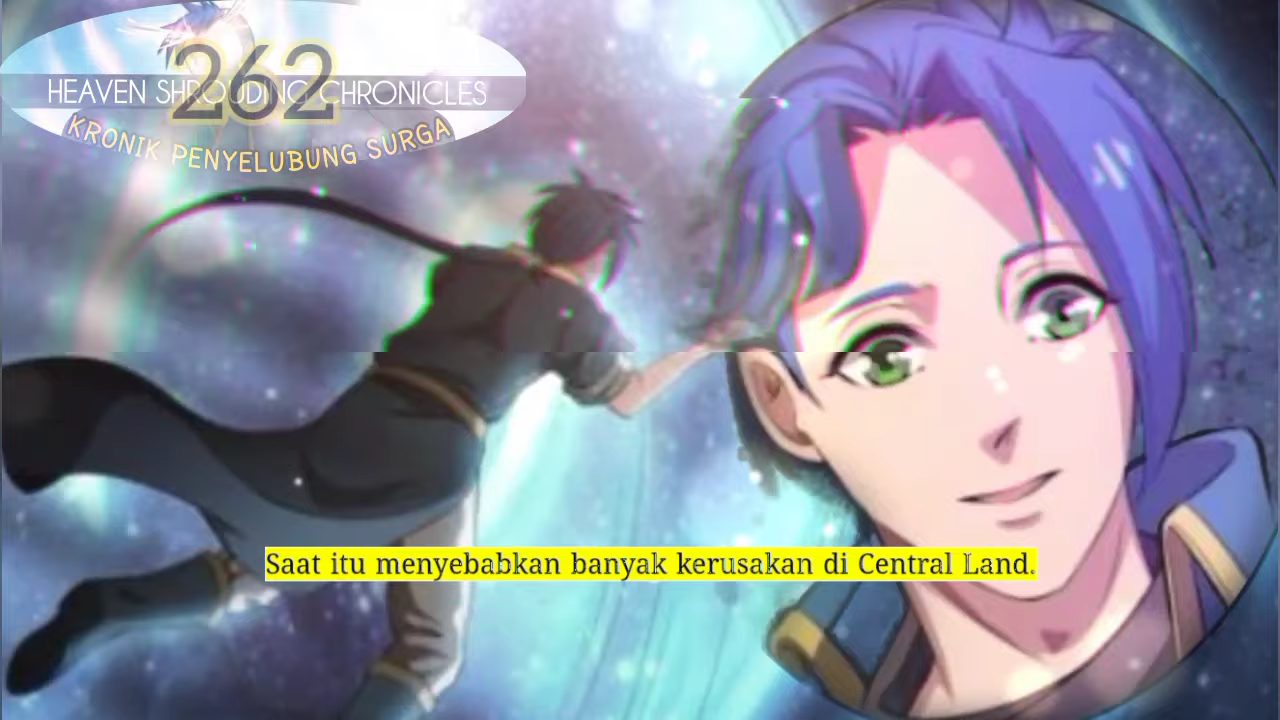 262
HEAVEN SHROUDING CHRONICLES
KRONIK PENYELUBUNG SURGA
Saat itu menyebabkan banyak kerusakan di Central Land.